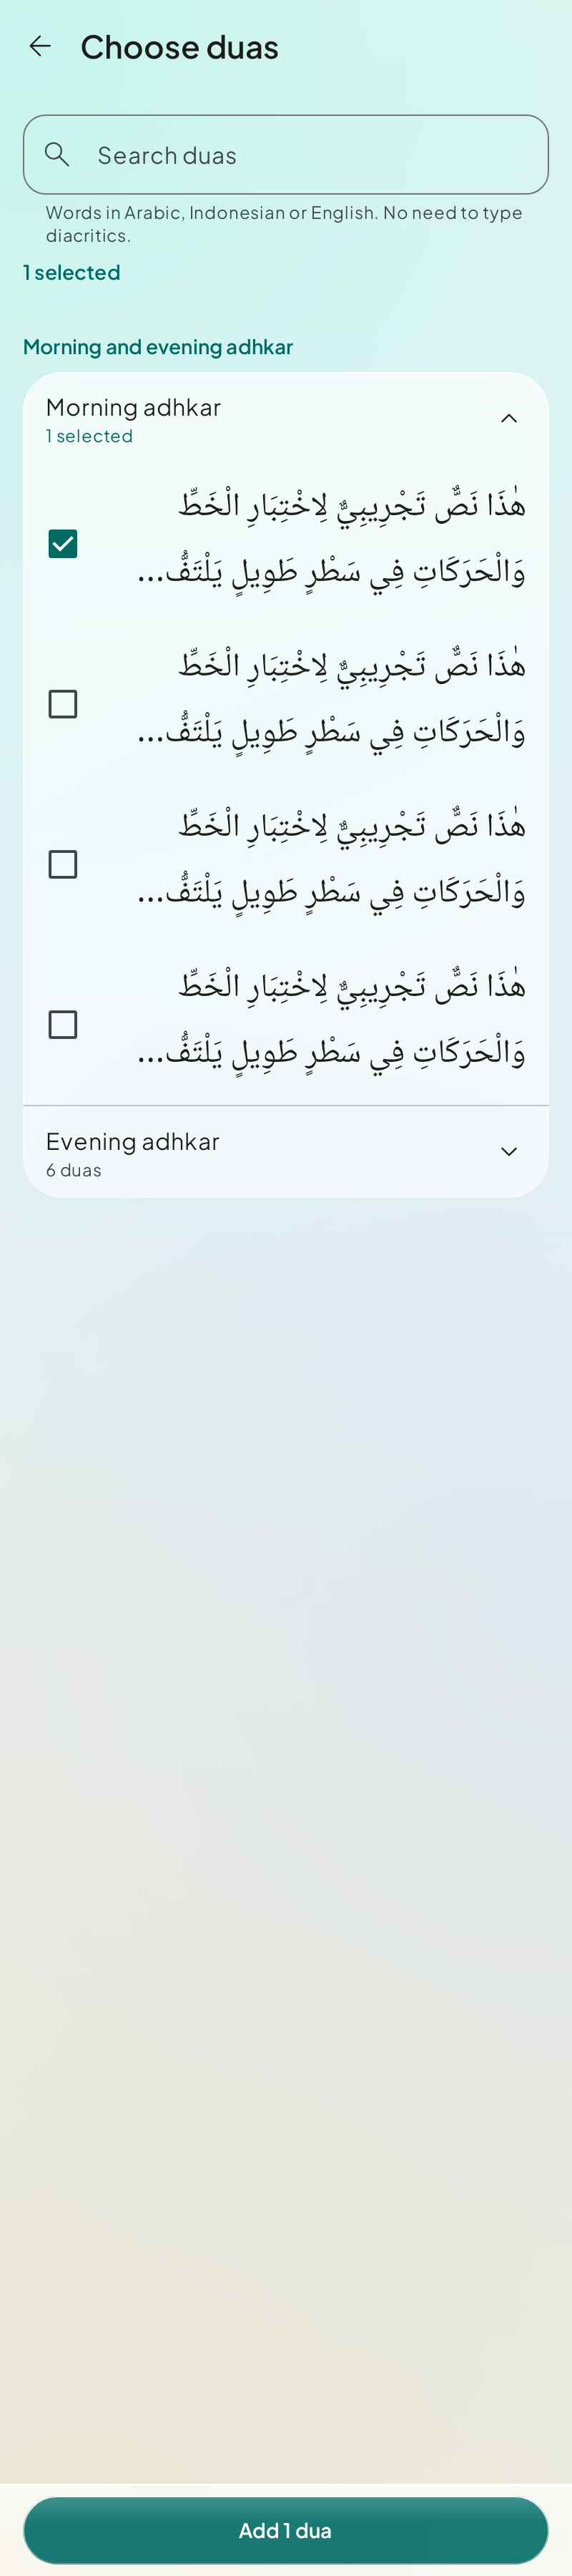 Choose duas
Search duas
Words in Arabic, Indonesian or English. No need to type
diacritics.
1 selected
Morning and evening adhkar
Morning adhkar
1 selected
هٰذَا نَصٌّ تَجْرِيبِيٌّ لِاخْتِبَارِ الْخَطِّ
وَالْحَرَكَاتِ فِي سَطْرٍ طَوِيلٍ يَلْتَفُّ...
هٰذَا نَصٌّ تَجْرِيبِيٌّ لِاخْتِبَارِ الْخَطِّ
وَالْحَرَكَاتِ فِي سَطْرٍ طَوِيلٍ يَلْتَفُّ...
هٰذَا نَصٌّ تَجْرِيبِيٌّ لِاخْتِبَارِ الْخَطِّ
وَالْحَرَكَاتِ فِي سَطْرٍ طَوِيلٍ يَلْتَفُّ...
هٰذَا نَصٌّ تَجْرِيبِيٌّ لِاخْتِبَارِ الْخَطِّ
وَالْحَرَكَاتِ فِي سَطْرٍ طَوِيلٍ يَلْتَفُّ...
Evening adhkar
6 duas
Add 1 dua